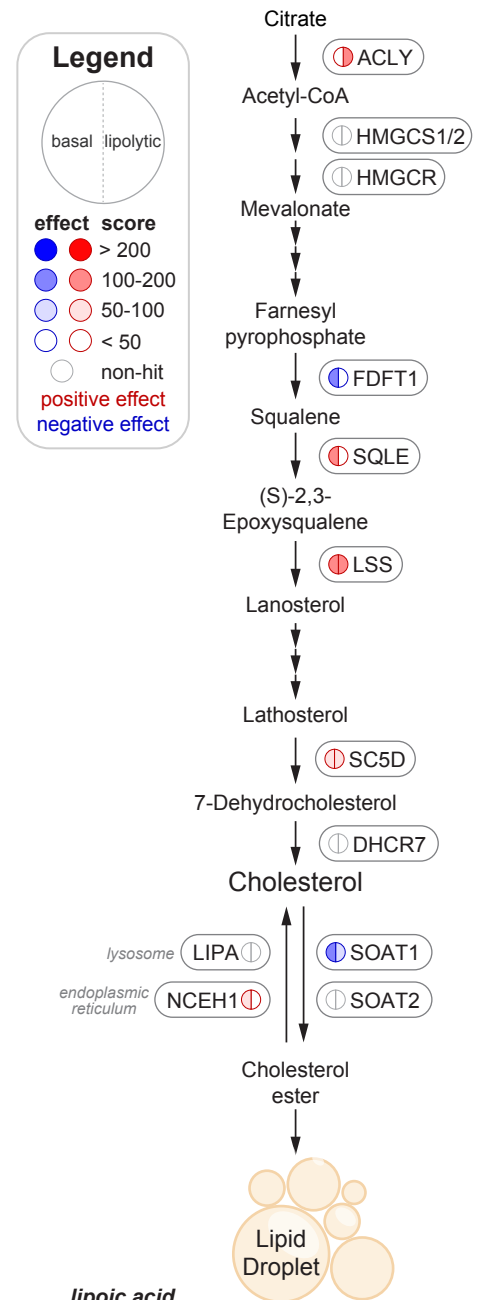 Legend
basal
lipolytic
effect score
> 200
100-200
50-100
< 50
non-hit
positive effect
negative effect
Citrate
ACLY
Acetyl-CoA
HMGCS1/2
HMGCR
Mevalonate
Farnesyl
pyrophosphate
FDFT1
Squalene
SQLE
(S)-2,3-
Epoxysqualene
LSS
Lanosterol
Lathosterol
SC5D
7-Dehydrocholesterol
DHCR7
Cholesterol
lysosome
LIPA
SOAT1
endoplasmic
reticulum
NCEH1
SOAT2
Cholesterol
ester
Lipid
Droplet
lipoic acid